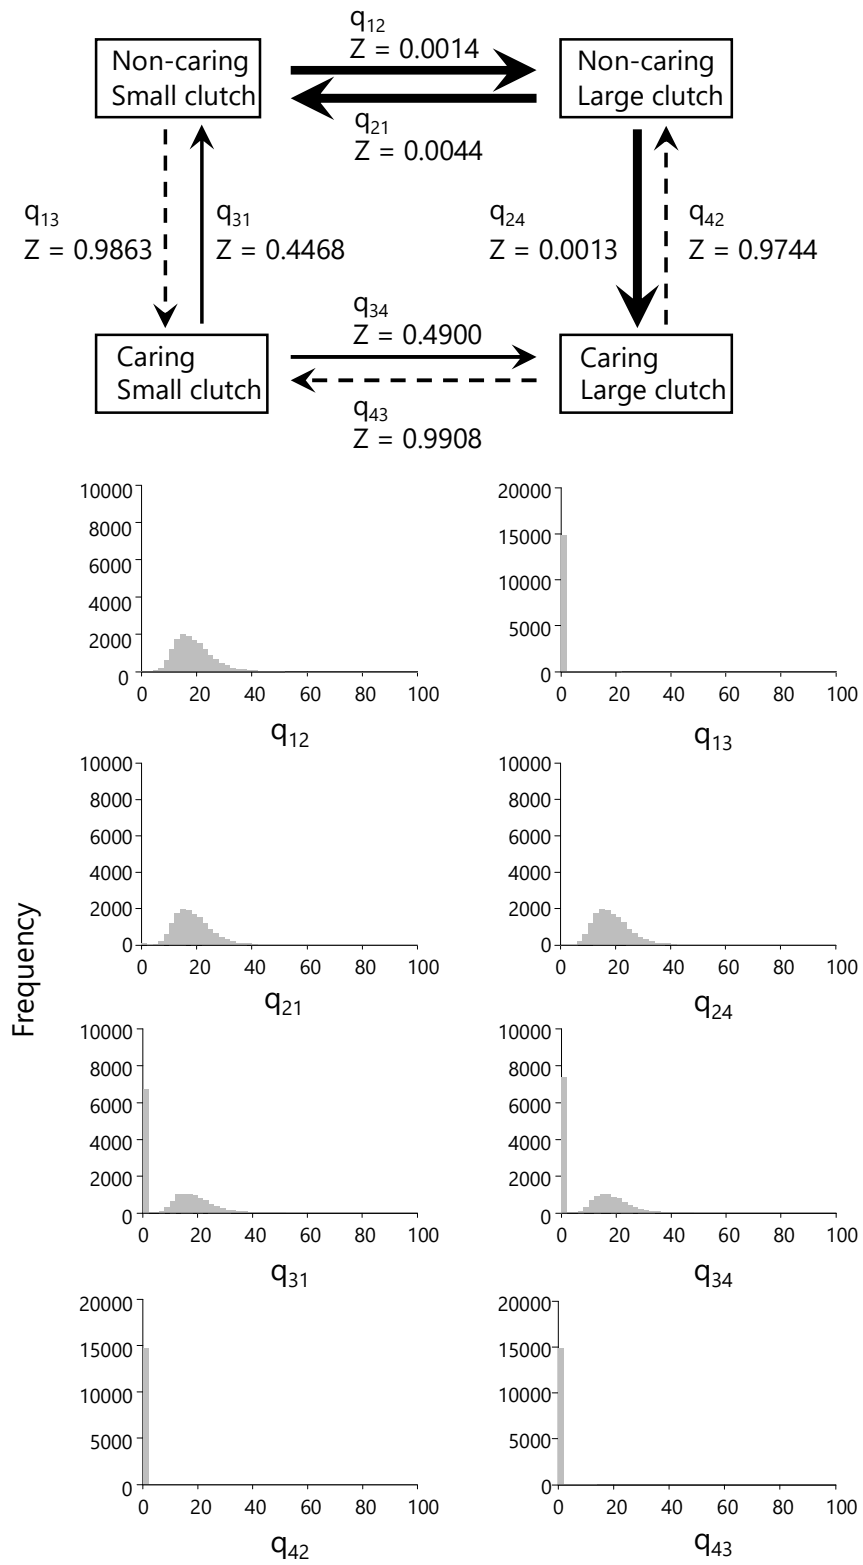 q12
Z = 0.0014
Non-caring
Small clutch
Non-caring
Large clutch
q21
Z = 0.0044
q13
Z = 0.9863
q31
Z = 0.4468
q24
Z = 0.0013
q42
Z = 0.9744
q34
Z = 0.4900
Caring
Small clutch
Caring
Large clutch
q43
Z = 0.9908
Frequency
10000
8000
6000
4000
2000
0
0 20 40 60 80 100
q12
20000
15000
10000
5000
0
0 20 40 60 80 100
q13
10000
8000
6000
4000
2000
0
0 20 40 60 80 100
q21
10000
8000
6000
4000
2000
0
0 20 40 60 80 100
q24
10000
8000
6000
4000
2000
0
0 20 40 60 80 100
q31
10000
8000
6000
4000
2000
0
0 20 40 60 80 100
q34
20000
15000
10000
5000
0
0 20 40 60 80 100
q42
20000
15000
10000
5000
0
0 20 40 60 80 100
q43